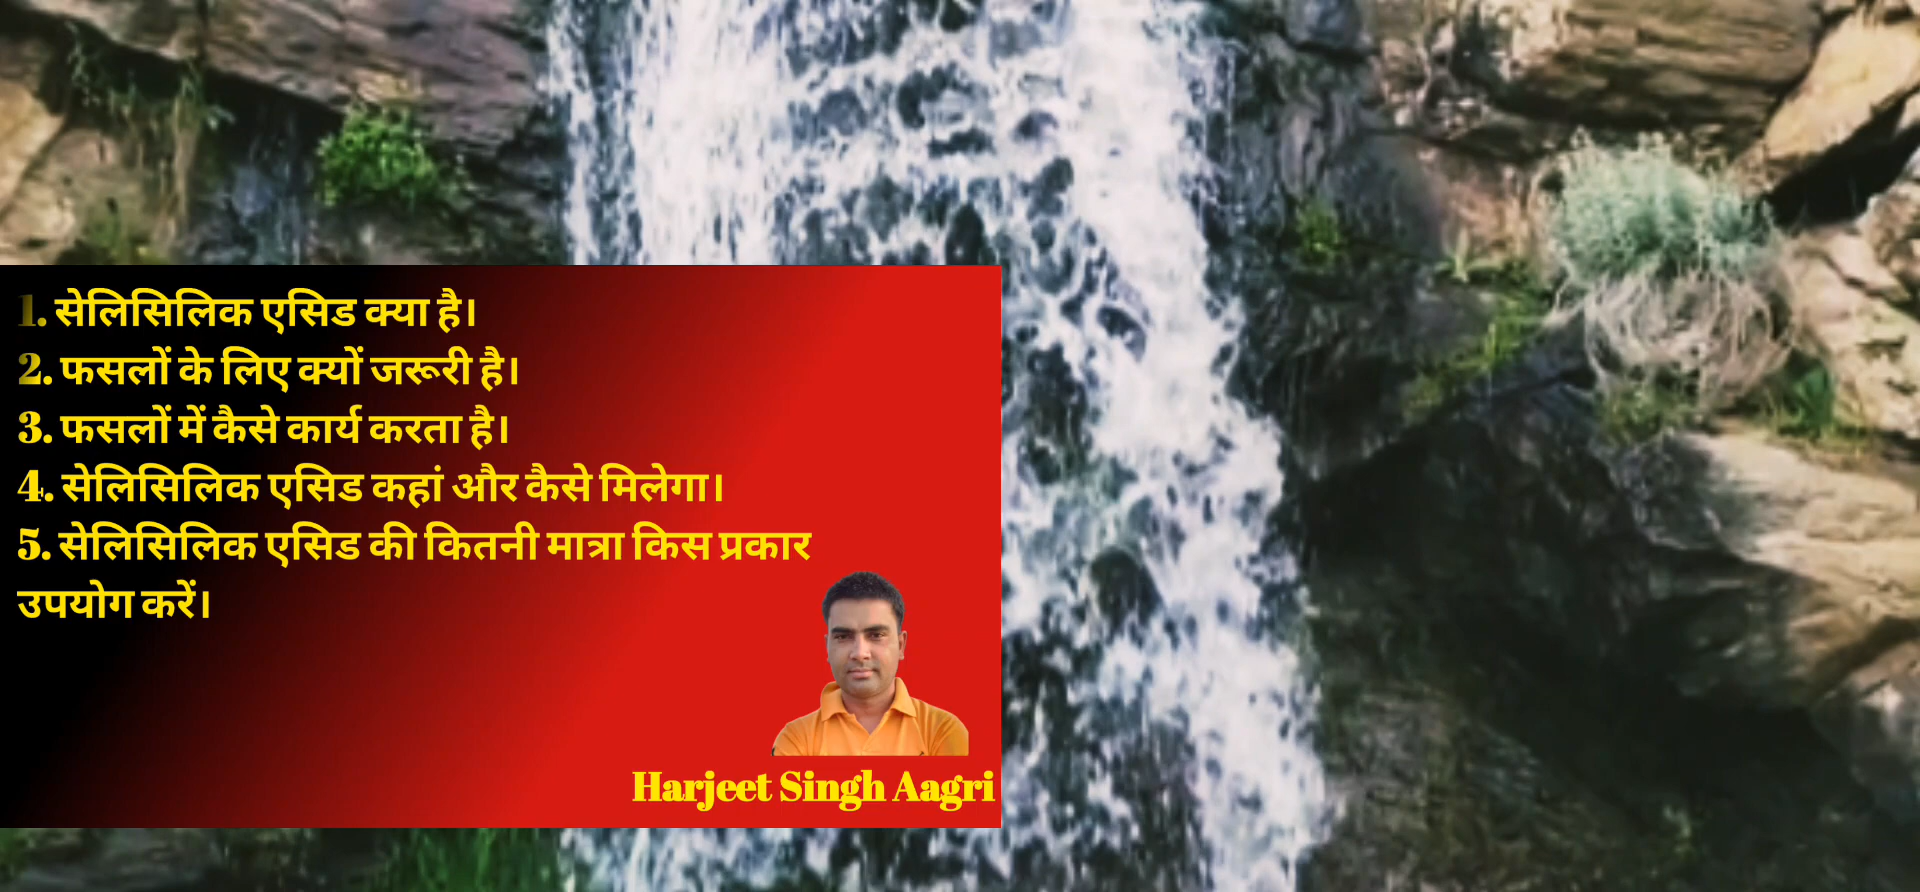 1. सेलिसिलिक एसिड क्या है।
2. फसलों के लिए क्यों जरूरी है।
3. फसलों में कैसे कार्य करता है।
4. सेलिसिलिक एसिड कहां और कैसे मिलेगा।
5. सेलिसिलिक एसिड की कितनी मात्रा किस प्रकार
उपयोग करें।
Harjeet Singh Aagri